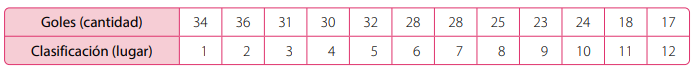 Goles (cantidad) 34 36 31 30 32 28 28 25 23 24 18 17
Clasificación (lugar) 1 2 3 4 5 6 7 8 9 10 11 12